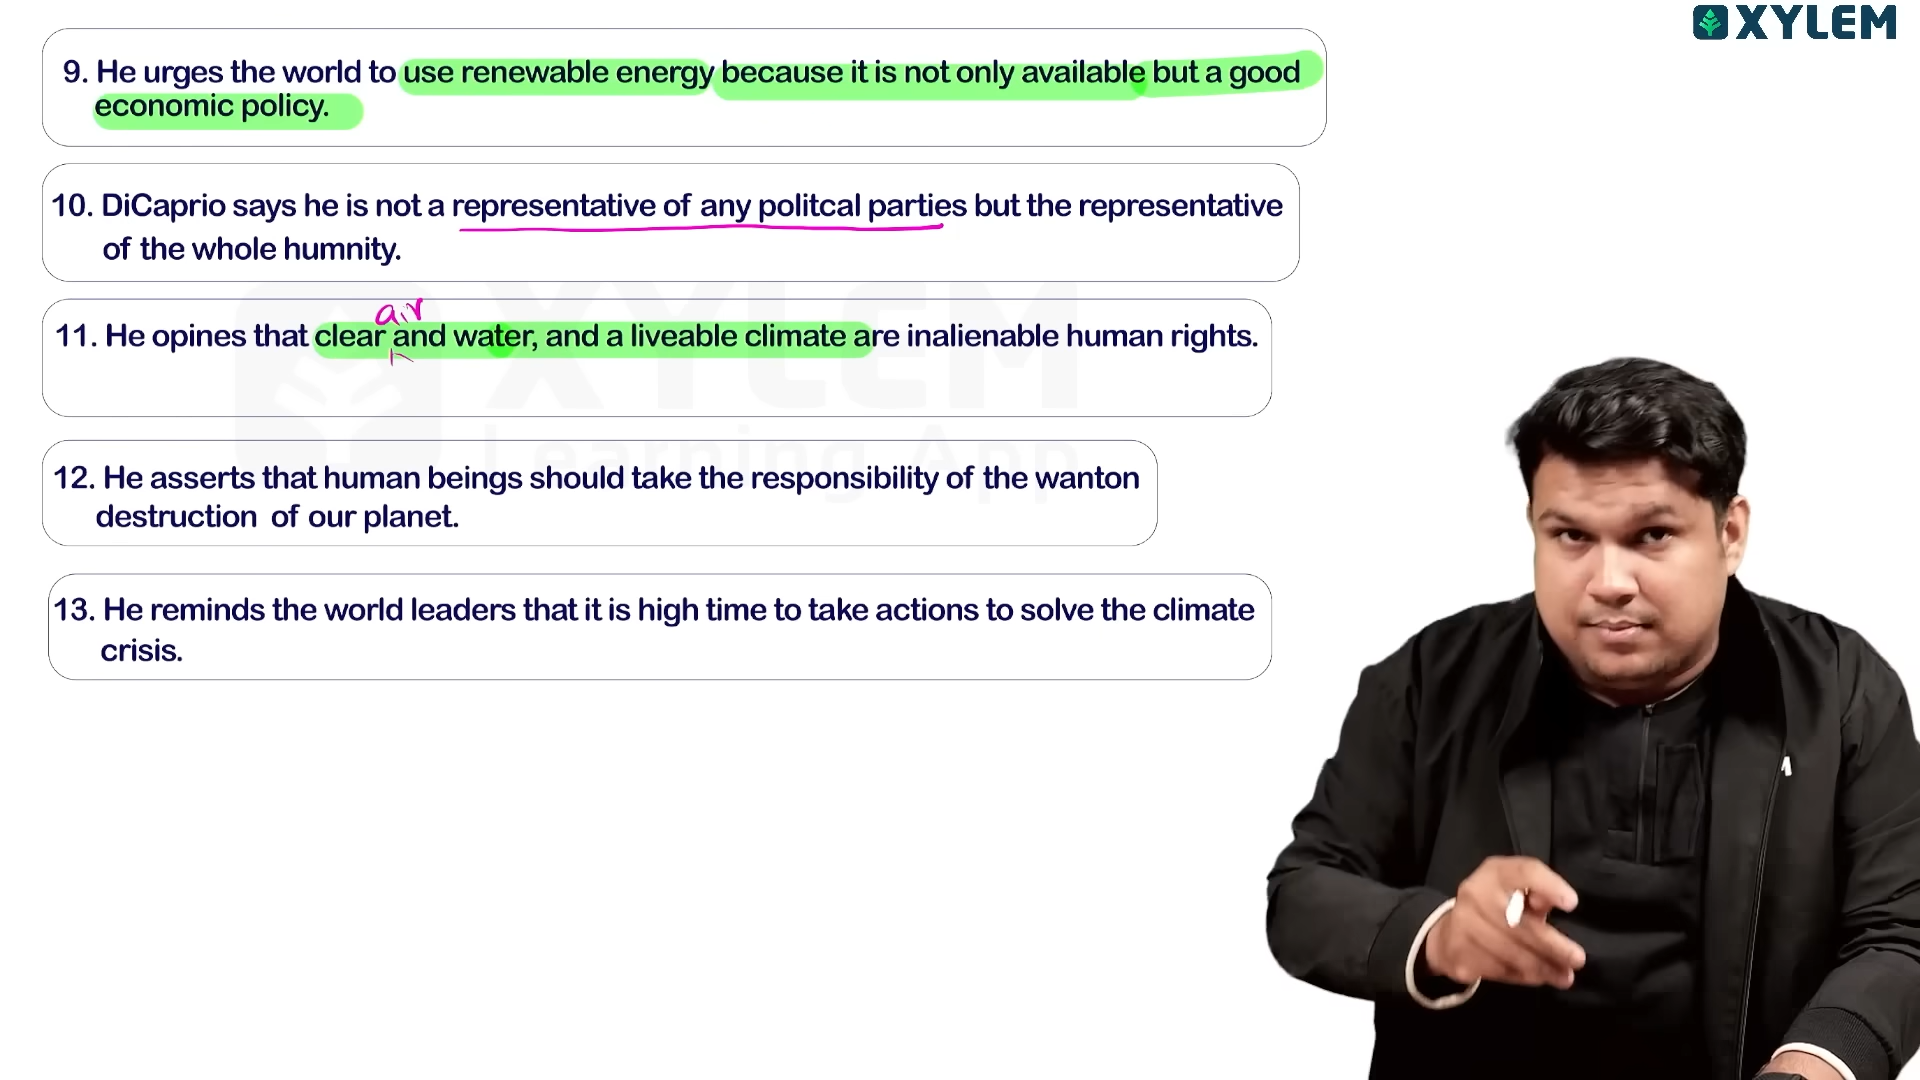 XYLEM
9. He urges the world to use renewable energy because it is not only available but a good
economic policy.
10. DiCaprio says he is not a representative of any politcal parties but the representative
of the whole humnity.
air
11. He opines that clear and water, and a liveable climate are inalienable human rights.
XYLEM
Learning App
12. He asserts that human beings should take the responsibility of the wanton
destruction of our planet.
13. He reminds the world leaders that it is high time to take actions to solve the climate
crisis.